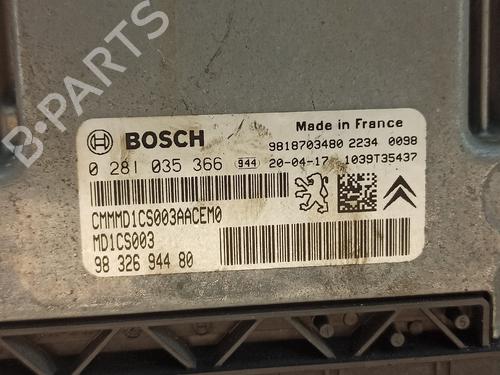 B-PARTS
BOSCH
Made in France
9818703480 2234 0098
0 281 035 366 944 20-04-17 1039T35437
CMMMD1CS003AACEM0
MD1CS003
98 326 944 80